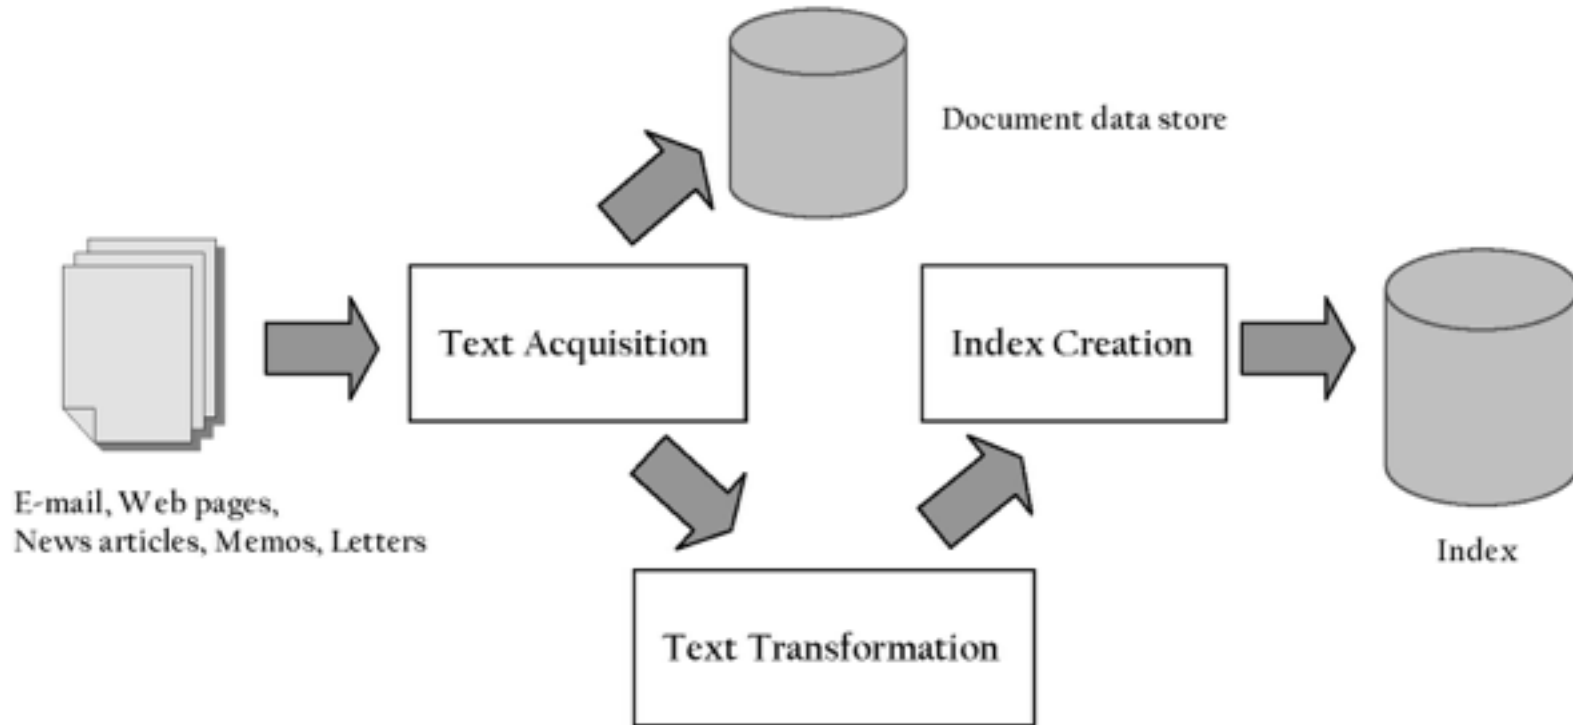 Document data store
Text Acquisition
Index Creation
E-mail, Web pages,
News articles, Memos, Letters
Index
Text Transformation